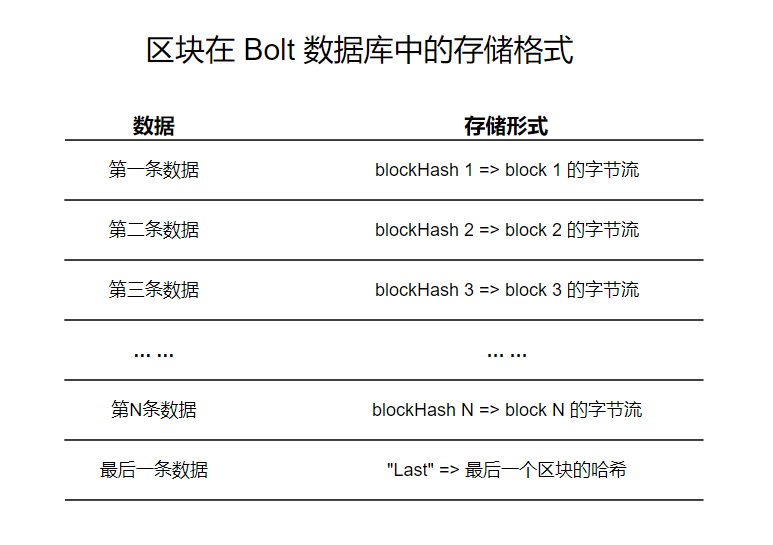 区块在 Bolt 数据库中的存储格式
数据 存储形式
第一条数据 blockHash 1 => block 1 的字节流
第二条数据 blockHash 2 => block 2 的字节流
第三条数据 blockHash 3 => block 3 的字节流
... ... ... ...
第N条数据 blockHash N => block N 的字节流
最后一条数据 "Last" => 最后一个区块的哈希